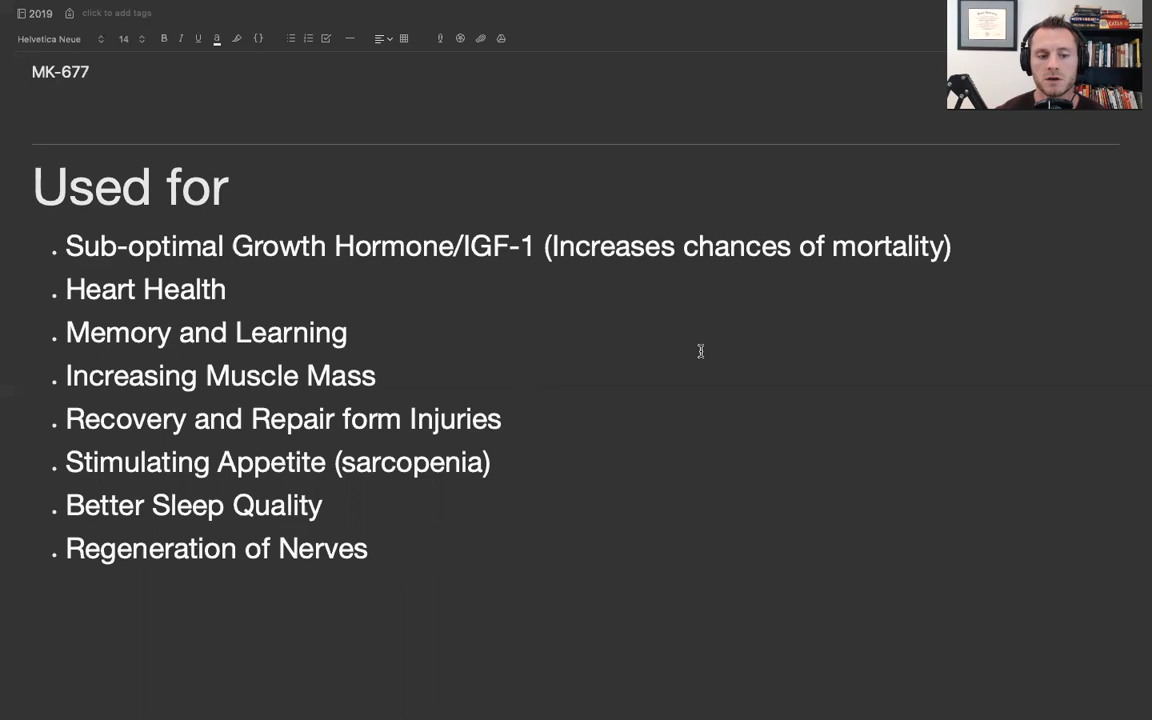 2019 click to add tags
Helvetica Neue 14 B I U a {}
MK-677
Used for
Sub-optimal Growth Hormone/IGF-1 (Increases chances of mortality)
Heart Health
Memory and Learning
Increasing Muscle Mass
Recovery and Repair form Injuries
Stimulating Appetite (sarcopenia)
Better Sleep Quality
Regeneration of Nerves